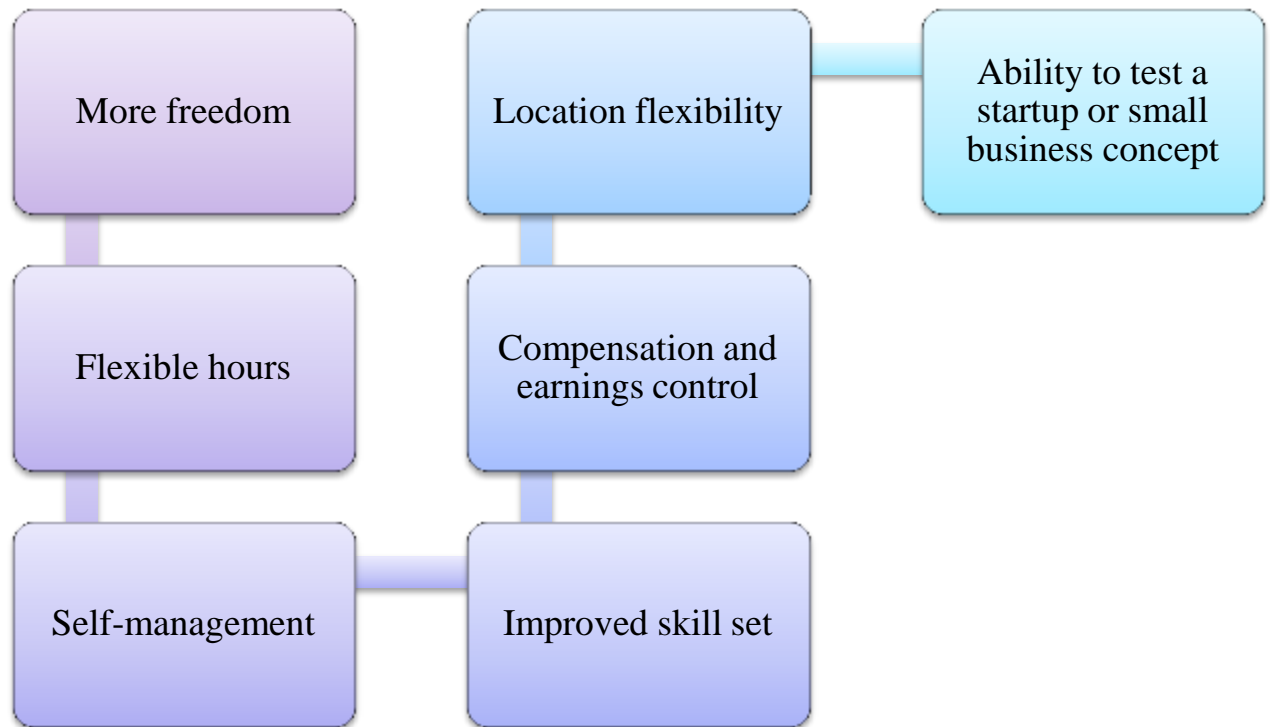 More freedom
Flexible hours
Self-management
Improved skill set
Compensation and
earnings control
Location flexibility
Ability to test a
startup or small
business concept